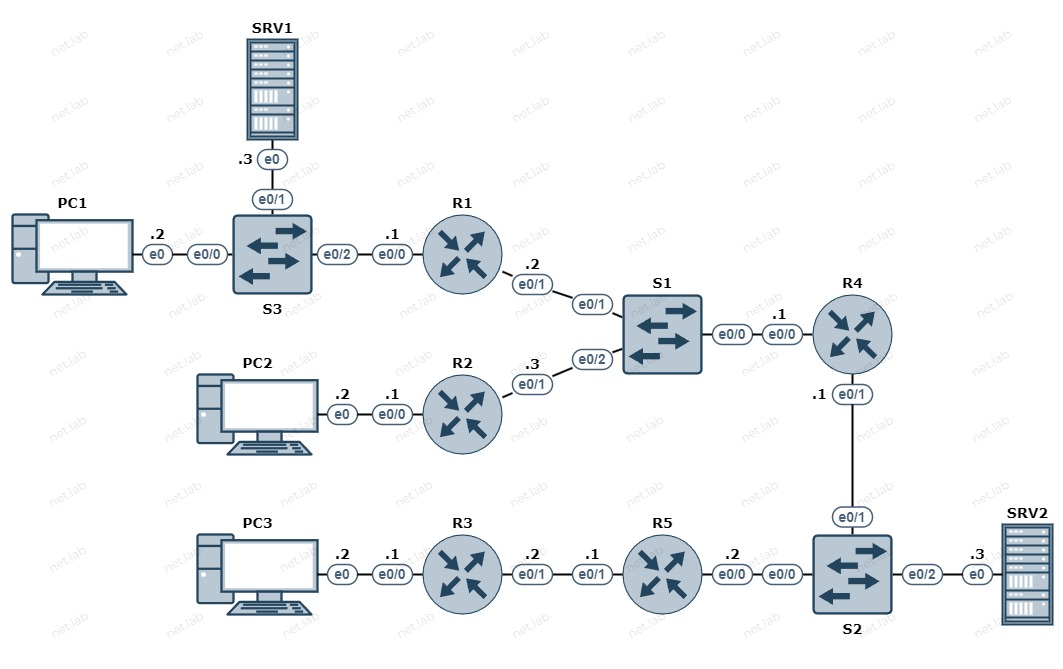 SRV1
.3 e0
e0/1
PC1
.2
e0
e0/0
S3
e0/2
.1
e0/0
R1
.2
e0/1
e0/1
S1
e0/0
.1
e0/0
R4
PC2
.2
e0
.1
e0/0
R2
.3
e0/1
e0/2
.1 e0/1
PC3
.2
e0
.1
e0/0
R3
.2
e0/1
.1
e0/1
R5
.2
e0/0
e0/0
e0/1
S2
e0/2
.3
e0
SRV2
net.lab